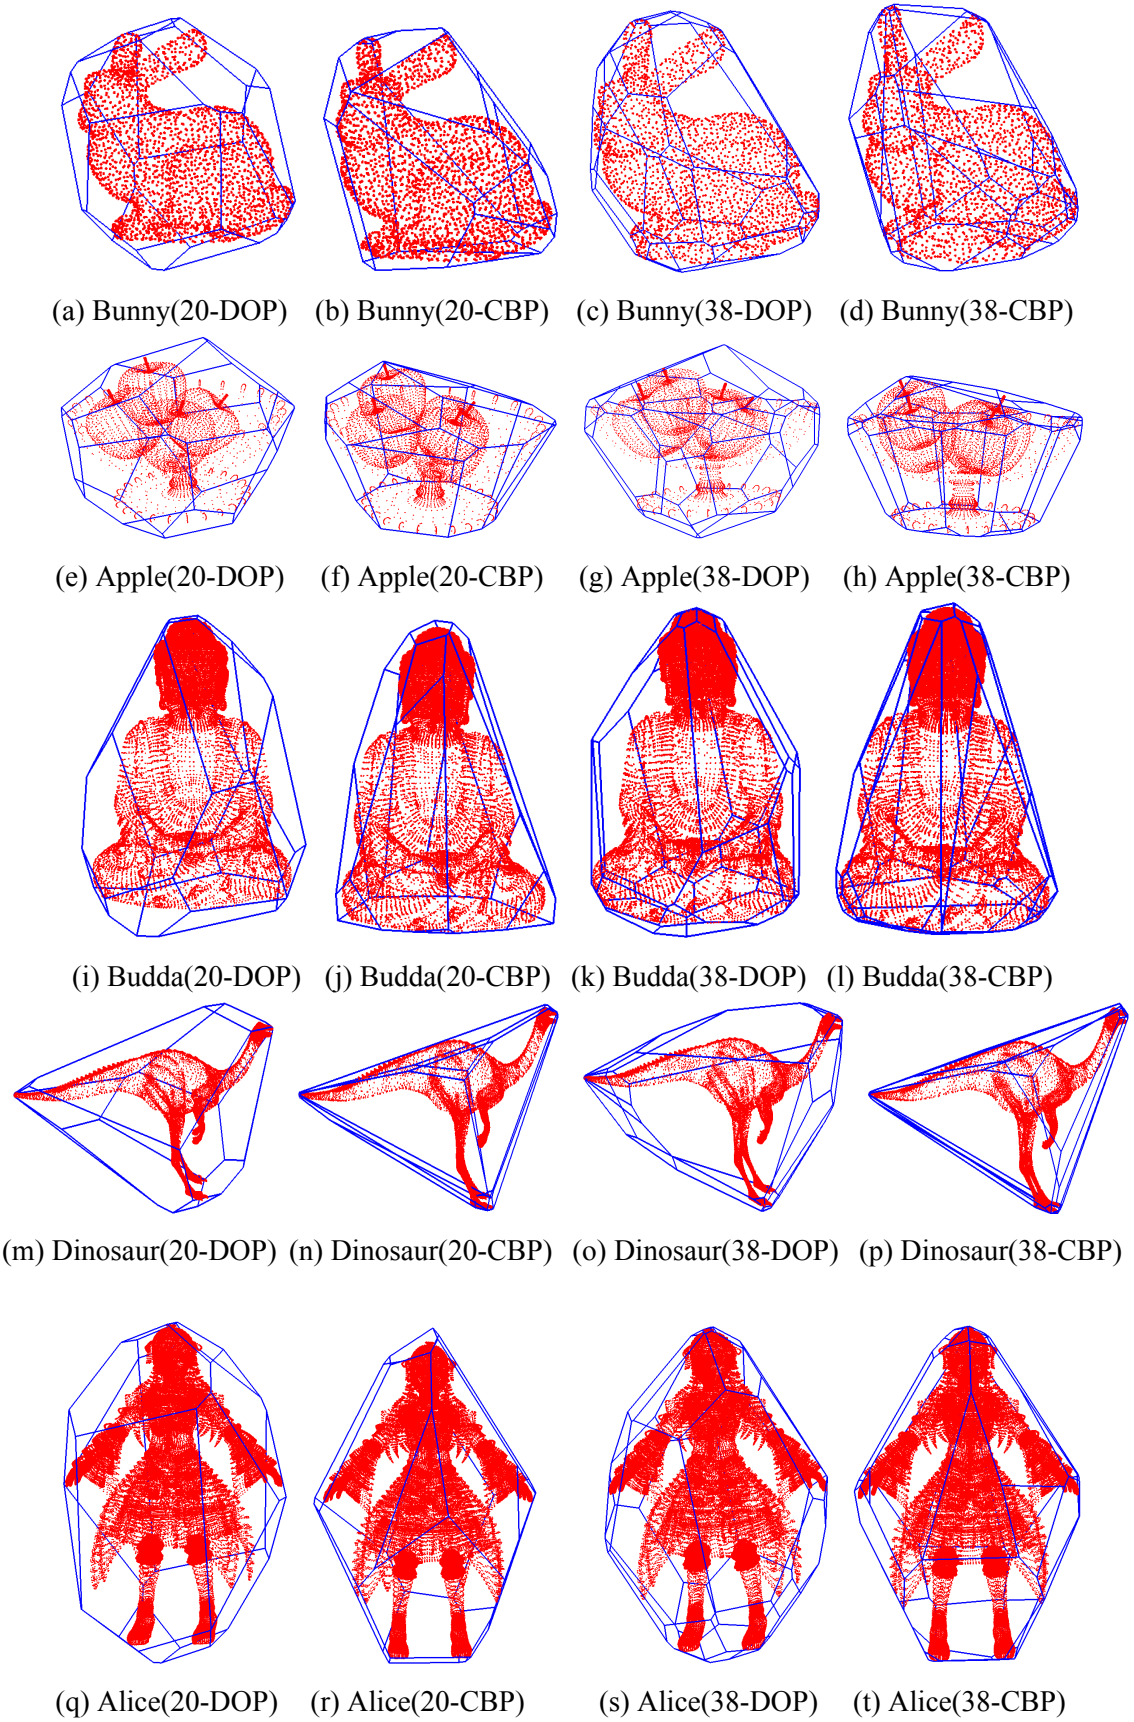 (a) Bunny(20-DOP) (b) Bunny(20-CBP) (c) Bunny(38-DOP) (d) Bunny(38-CBP)
(e) Apple(20-DOP) (f) Apple(20-CBP) (g) Apple(38-DOP) (h) Apple(38-CBP)
(i) Budda(20-DOP) (j) Budda(20-CBP) (k) Budda(38-DOP) (l) Budda(38-CBP)
(m) Dinosaur(20-DOP) (n) Dinosaur(20-CBP) (o) Dinosaur(38-DOP) (p) Dinosaur(38-CBP)
(q) Alice(20-DOP) (r) Alice(20-CBP) (s) Alice(38-DOP) (t) Alice(38-CBP)